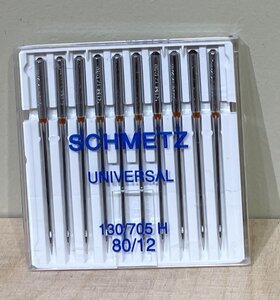 SCHMETZ
UNIVERSAL
130/705 H
80/12